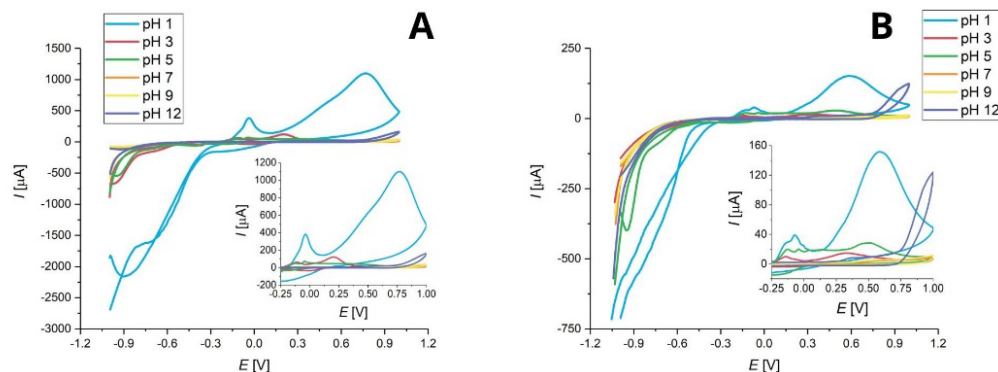 A
pH 1
pH 3
pH 5
pH 7
pH 9
pH 12
I [µA]
1500
1000
500
0
-500
-1000
-1500
-2000
-2500
-3000
-1.2 -0.9 -0.6 -0.3 0.0 0.3 0.6 0.9 1.2
E [V]
1200
1000
800
600
400
200
0
-200
-0.25 0.00 0.25 0.50 0.75 1.00
I [µA]
E [V]
B
pH 1
pH 3
pH 5
pH 7
pH 9
pH 12
I [µA]
250
0
-250
-500
-750
-1.2 -0.9 -0.6 -0.3 0.0 0.3 0.6 0.9 1.2
E [V]
160
120
80
40
0
-40
-0.25 0.00 0.25 0.50 0.75 1.00
I [µA]
E [V]